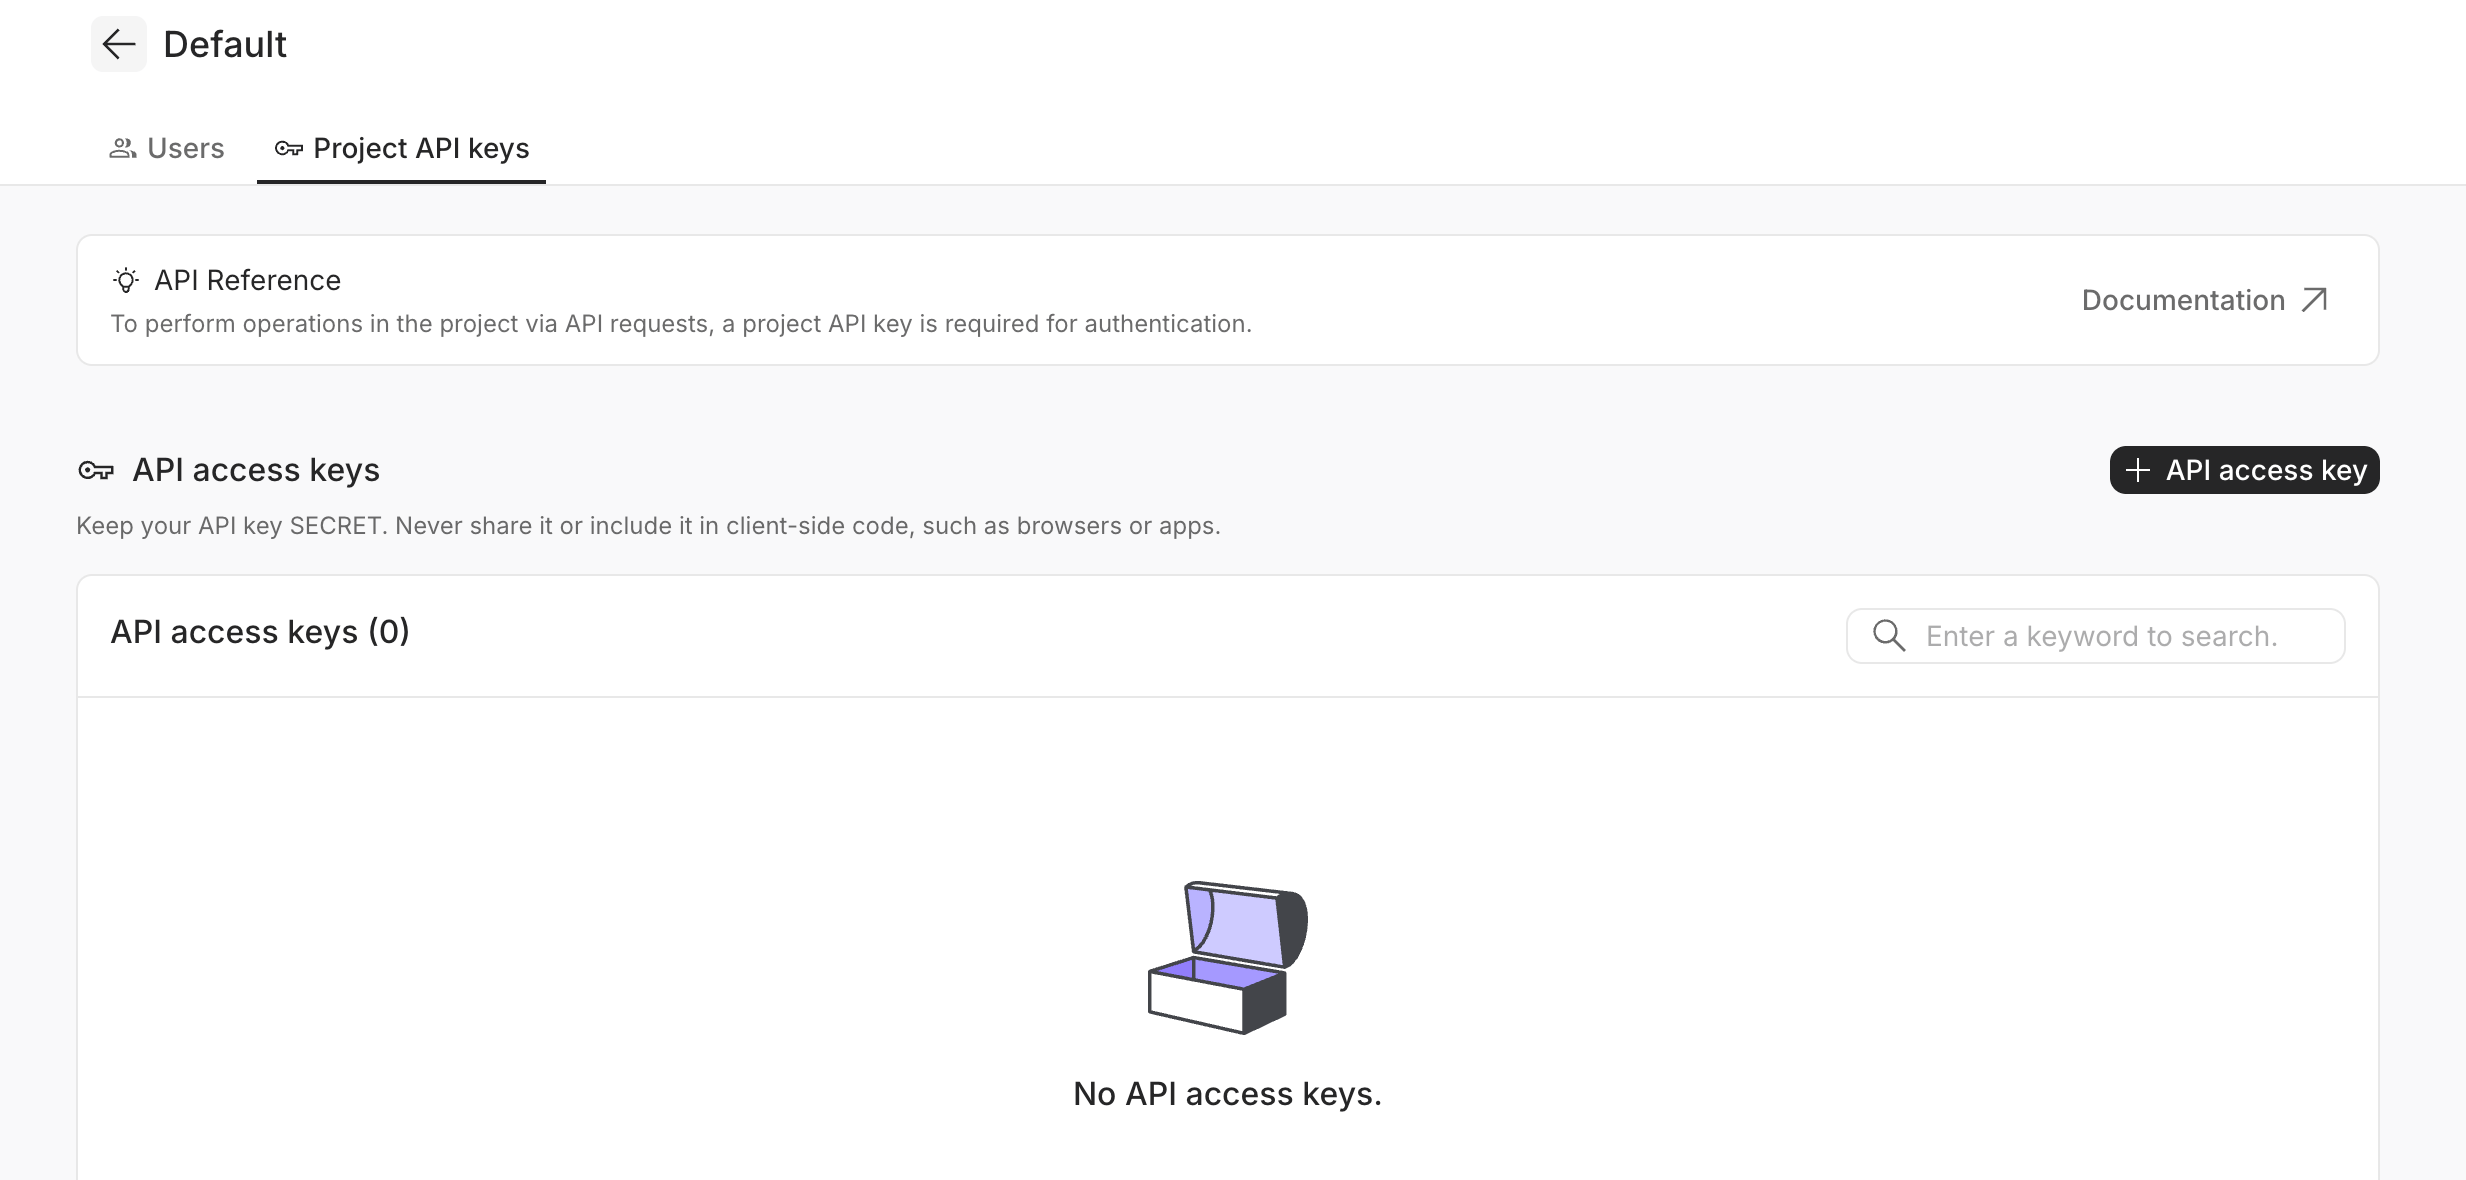 Default
Users
Project API keys
API Reference
Documentation
To perform operations in the project via API requests, a project API key is required for authentication.
API access keys
API access key
Keep your API key SECRET. Never share it or include it in client-side code, such as browsers or apps.
API access keys (0)
Enter a keyword to search.
No API access keys.